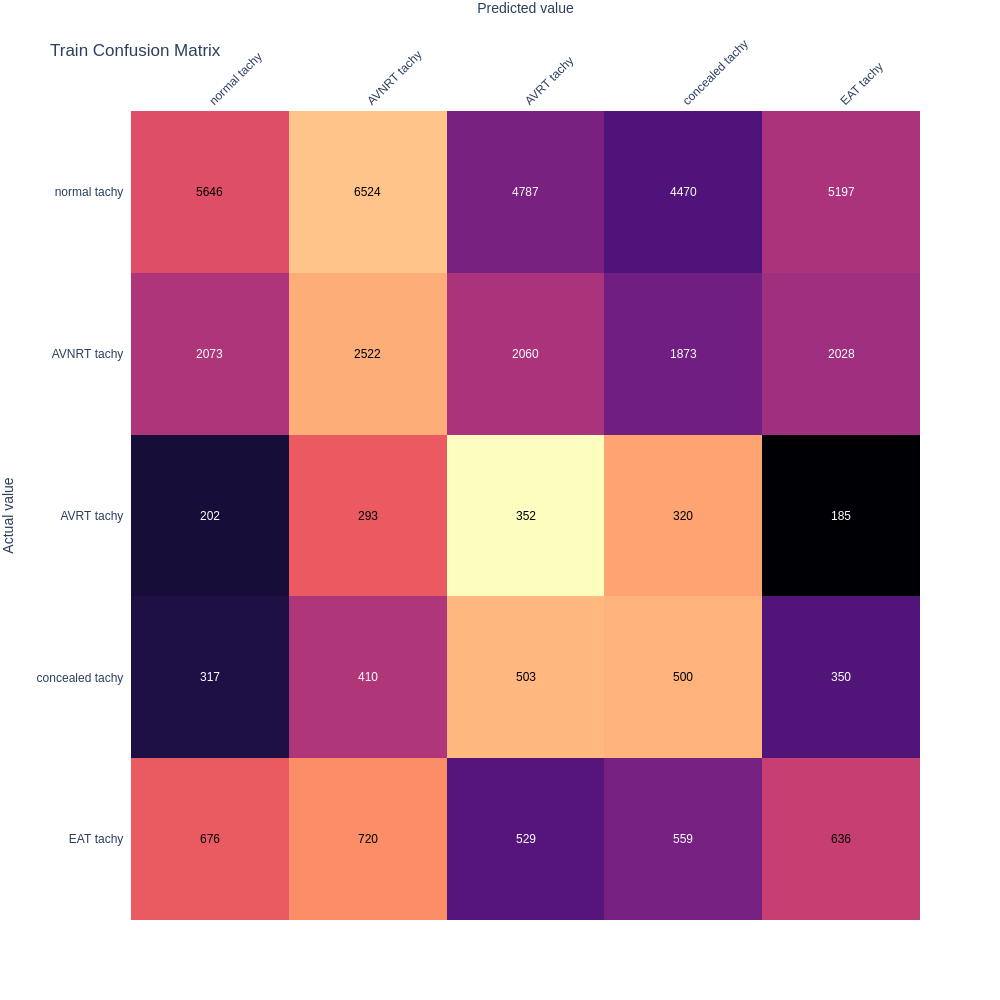 Predicted value
Train Confusion Matrix
normal tachy
AVNRT tachy
AVRT tachy
concealed tachy
EAT tachy
Actual value
normal tachy 5646 6524 4787 4470 5197
AVNRT tachy 2073 2522 2060 1873 2028
AVRT tachy 202 293 352 320 185
concealed tachy 317 410 503 500 350
EAT tachy 676 720 529 559 636